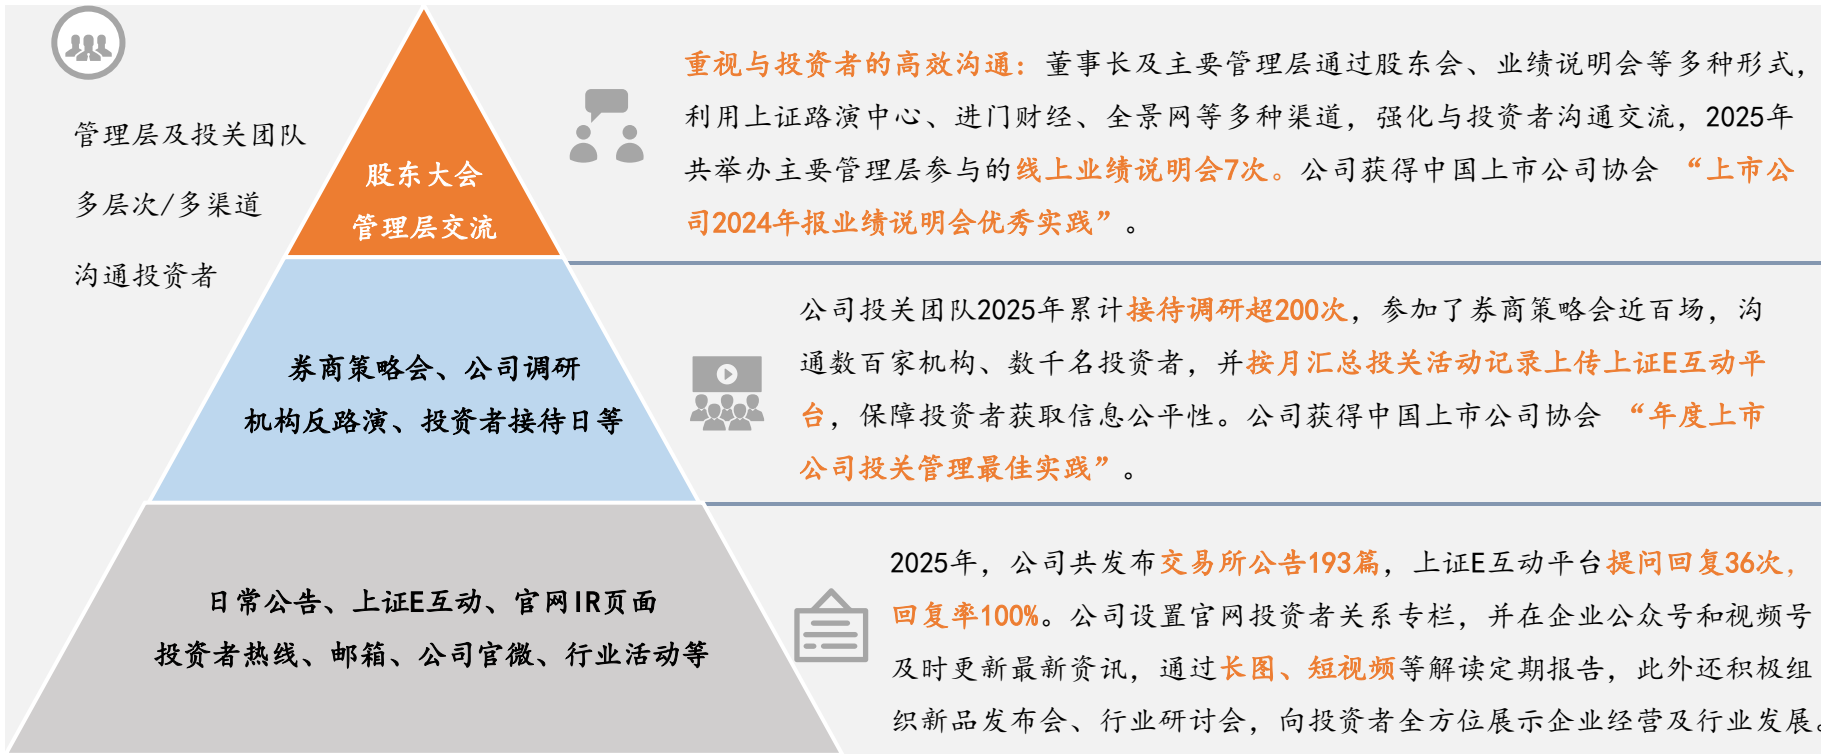 管理层及投关团队
多层次/多渠道
沟通投资者
股东大会
管理层交流
重视与投资者的高效沟通：董事长及主要管理层通过股东会、业绩说明会等多种形式，
利用上证路演中心、进门财经、全景网等多种渠道，强化与投资者沟通交流，2025年
共举办主要管理层参与的线上业绩说明会7次。公司获得中国上市公司协会 “上市公
司2024年报业绩说明会优秀实践”。
券商策略会、公司调研
机构反路演、投资者接待日等
公司投关团队2025年累计接待调研超200次，参加了券商策略会近百场，沟
通数百家机构、数千名投资者，并按月汇总投关活动记录上传上证E互动平
台，保障投资者获取信息公平性。公司获得中国上市公司协会 “年度上市
公司投关管理最佳实践”。
日常公告、上证E互动、官网IR页面
投资者热线、邮箱、公司官微、行业活动等
2025年，公司共发布交易所公告193篇，上证E互动平台提问回复36次，
回复率100%。公司设置官网投资者关系专栏，并在企业公众号和视频号
及时更新最新资讯，通过长图、短视频等解读定期报告，此外还积极组
织新品发布会、行业研讨会，向投资者全方位展示企业经营及行业发展。